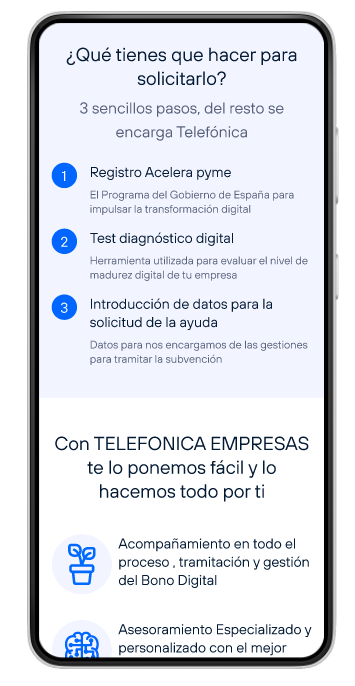 ¿Qué tienes que hacer para
solicitarlo?
3 sencillos pasos, del resto se
encarga Telefónica
1 Registro Acelera pyme
El Programa del Gobierno de España para
impulsar la transformación digital
2 Test diagnóstico digital
Herramienta utilizada para evaluar el nivel de
madurez digital de tu empresa
3 Introducción de datos para la
solicitud de la ayuda
Datos para nos encargamos de las gestiones
para tramitar la subvención
Con TELEFONICA EMPRESAS
te lo ponemos fácil y lo
hacemos todo por ti
Acompañamiento en todo el
proceso , tramitación y gestión
del Bono Digital
Asesoramiento Especializado y
personalizado con el mejor